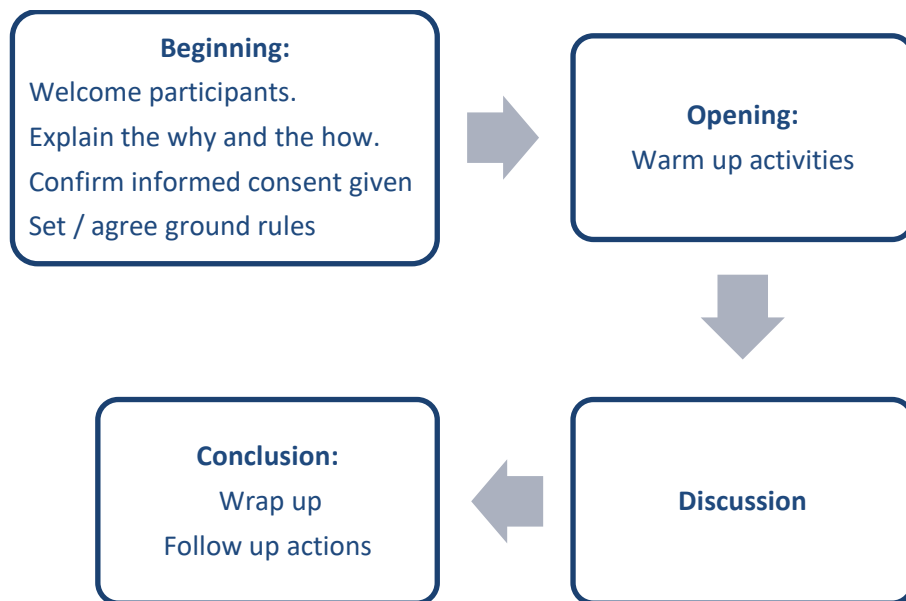 Beginning:
Welcome participants.
Explain the why and the how.
Confirm informed consent given
Set / agree ground rules
Opening:
Warm up activities
Discussion
Conclusion:
Wrap up
Follow up actions